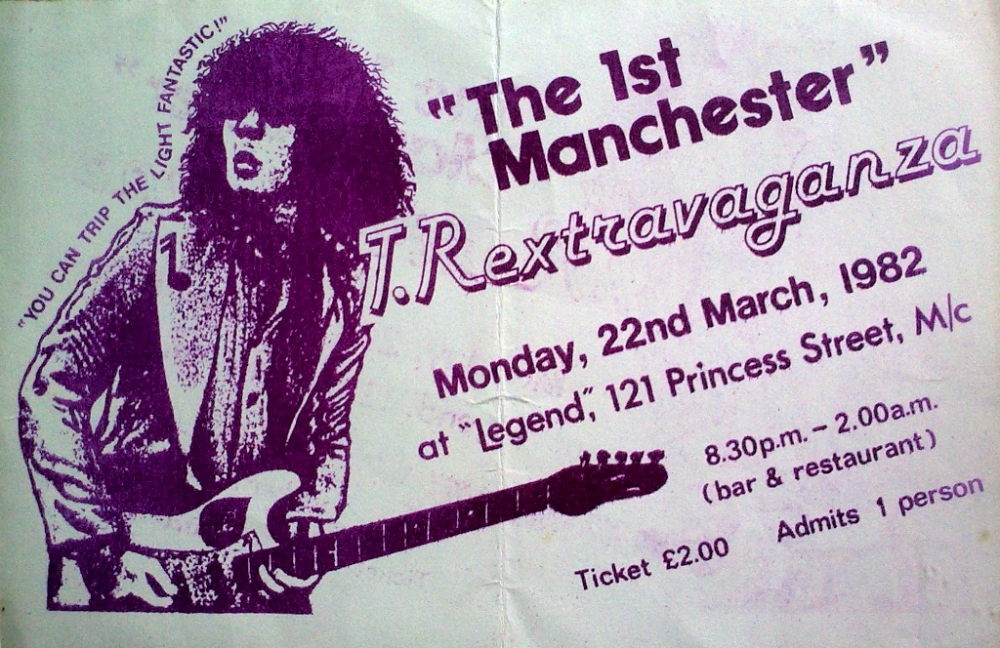 "YOU CAN TRIP THE LIGHT FANTASTIC!"
"The 1st
Manchester"
T.Rextravaganza
Monday, 22nd March, 1982
at "Legend", 121 Princess Street, M/c
8.30p.m. - 2.00a.m.
(bar & restaurant)
Ticket £2.00 Admits 1 person